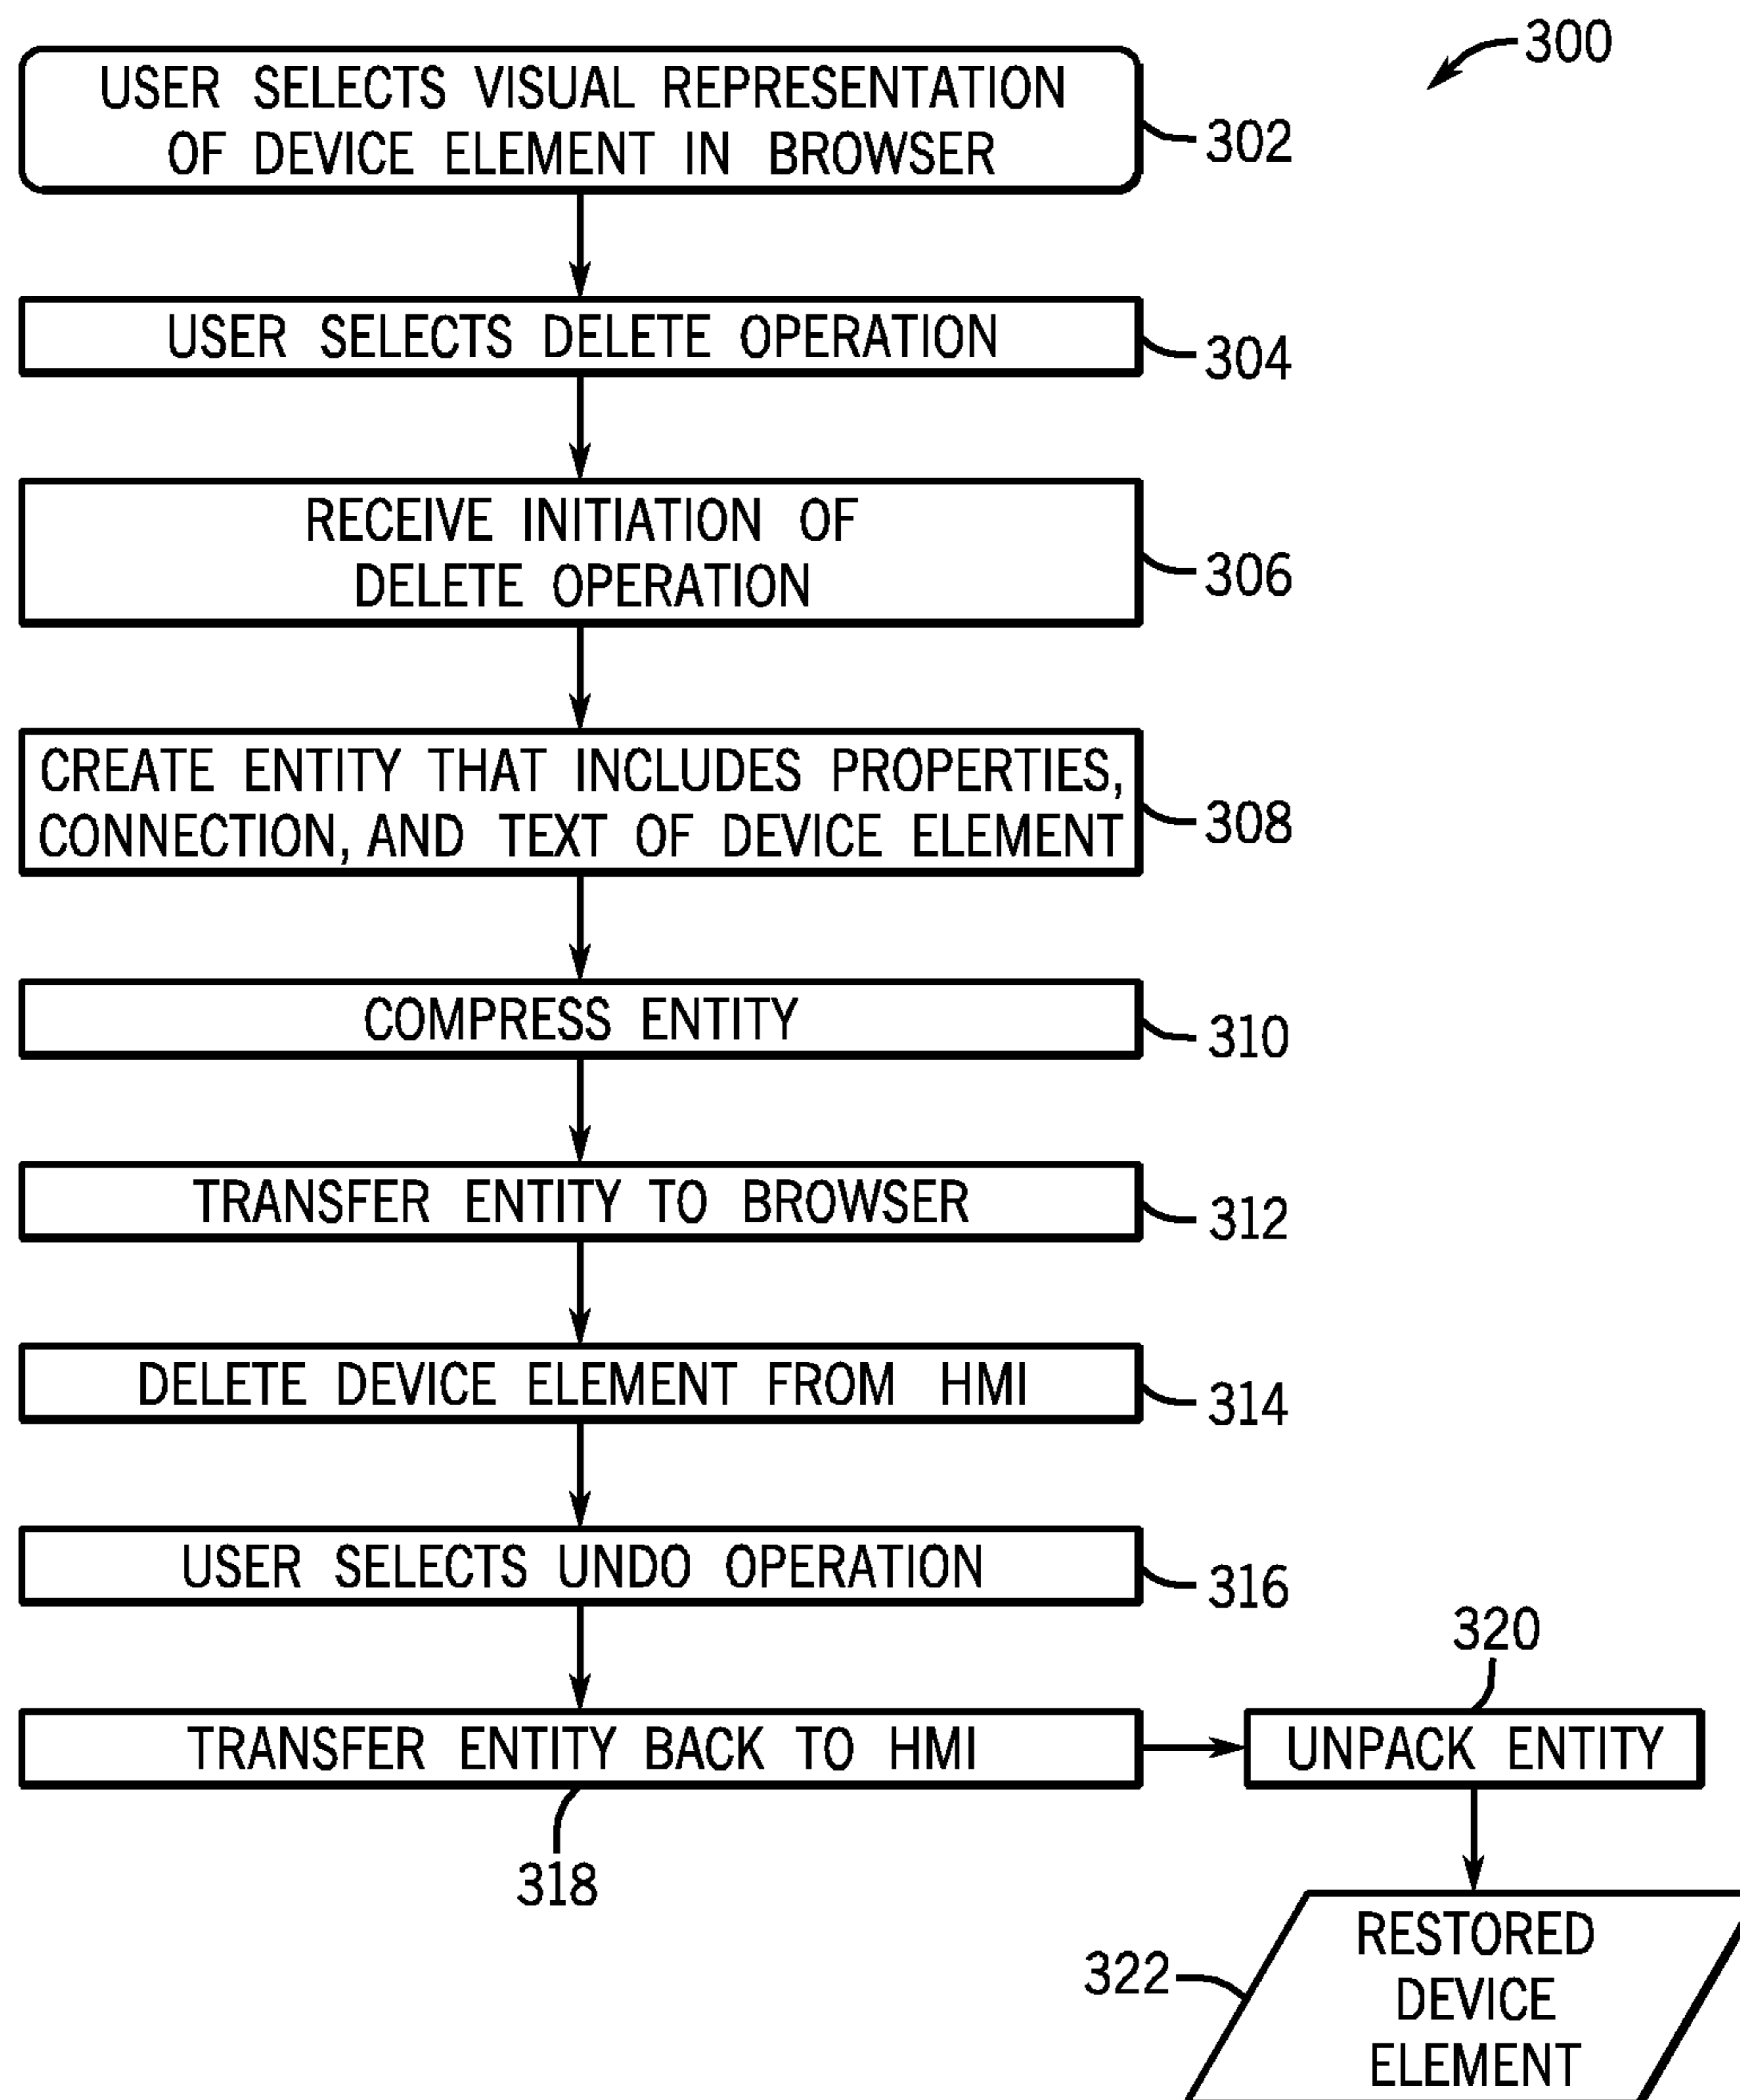 300
USER SELECTS VISUAL REPRESENTATION
OF DEVICE ELEMENT IN BROWSER
302
USER SELECTS DELETE OPERATION
304
RECEIVE INITIATION OF
DELETE OPERATION
306
CREATE ENTITY THAT INCLUDES PROPERTIES,
CONNECTION, AND TEXT OF DEVICE ELEMENT
308
COMPRESS ENTITY
310
TRANSFER ENTITY TO BROWSER
312
DELETE DEVICE ELEMENT FROM HMI
314
USER SELECTS UNDO OPERATION
316
TRANSFER ENTITY BACK TO HMI
318
320
UNPACK ENTITY
322
RESTORED
DEVICE
ELEMENT